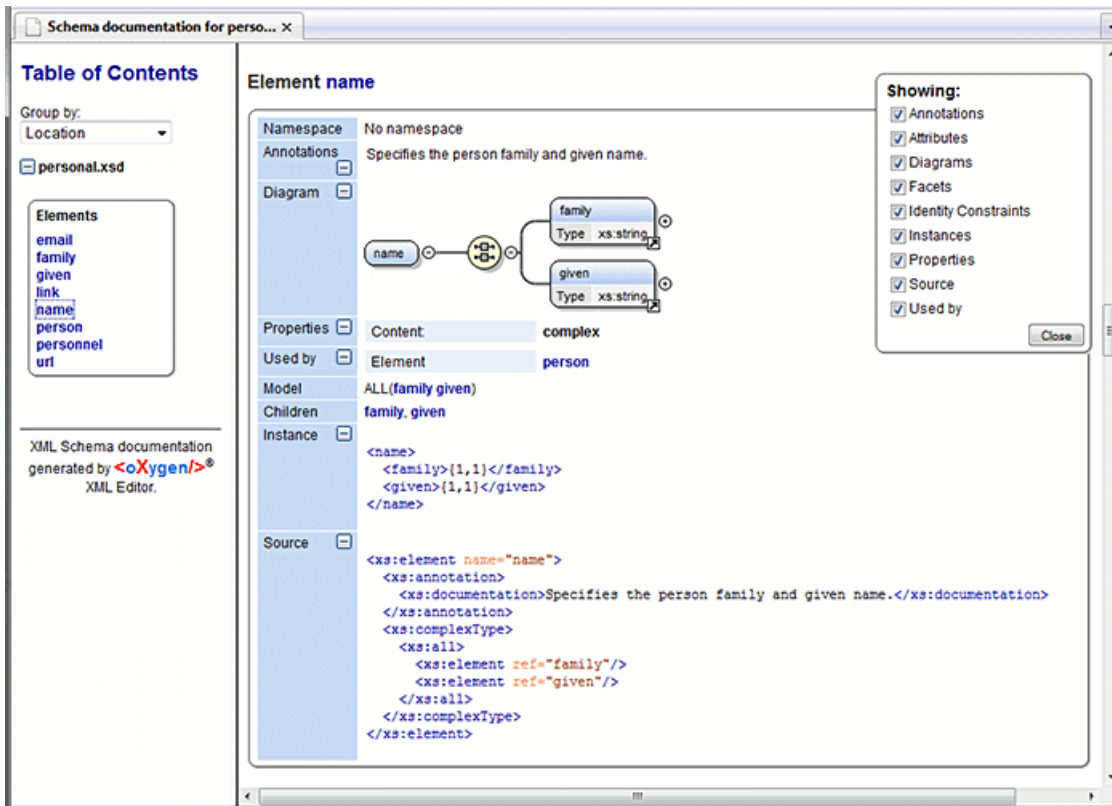 Schema documentation for perso... ×
Table of Contents
Group by:
Location
personal.xsd
Elements
email
family
given
link
name
person
personnel
url
XML Schema documentation
generated by <oXygen/>®
XML Editor.
Element name
Namespace No namespace
Annotations Specifies the person family and given name.
Diagram
name
family
Type xs:string
given
Type xs:string
Properties Content: complex
Used by Element person
Model ALL(family given)
Children family, given
Instance
<name>
  <family>{1,1}</family>
  <given>{1,1}</given>
</name>
Source
<xs:element name="name">
  <xs:annotation>
    <xs:documentation>Specifies the person family and given name.</xs:documentation>
  </xs:annotation>
  <xs:complexType>
    <xs:all>
      <xs:element ref="family"/>
      <xs:element ref="given"/>
    </xs:all>
  </xs:complexType>
</xs:element>
Showing:
Annotations
Attributes
Diagrams
Facets
Identity Constraints
Instances
Properties
Source
Used by
Close